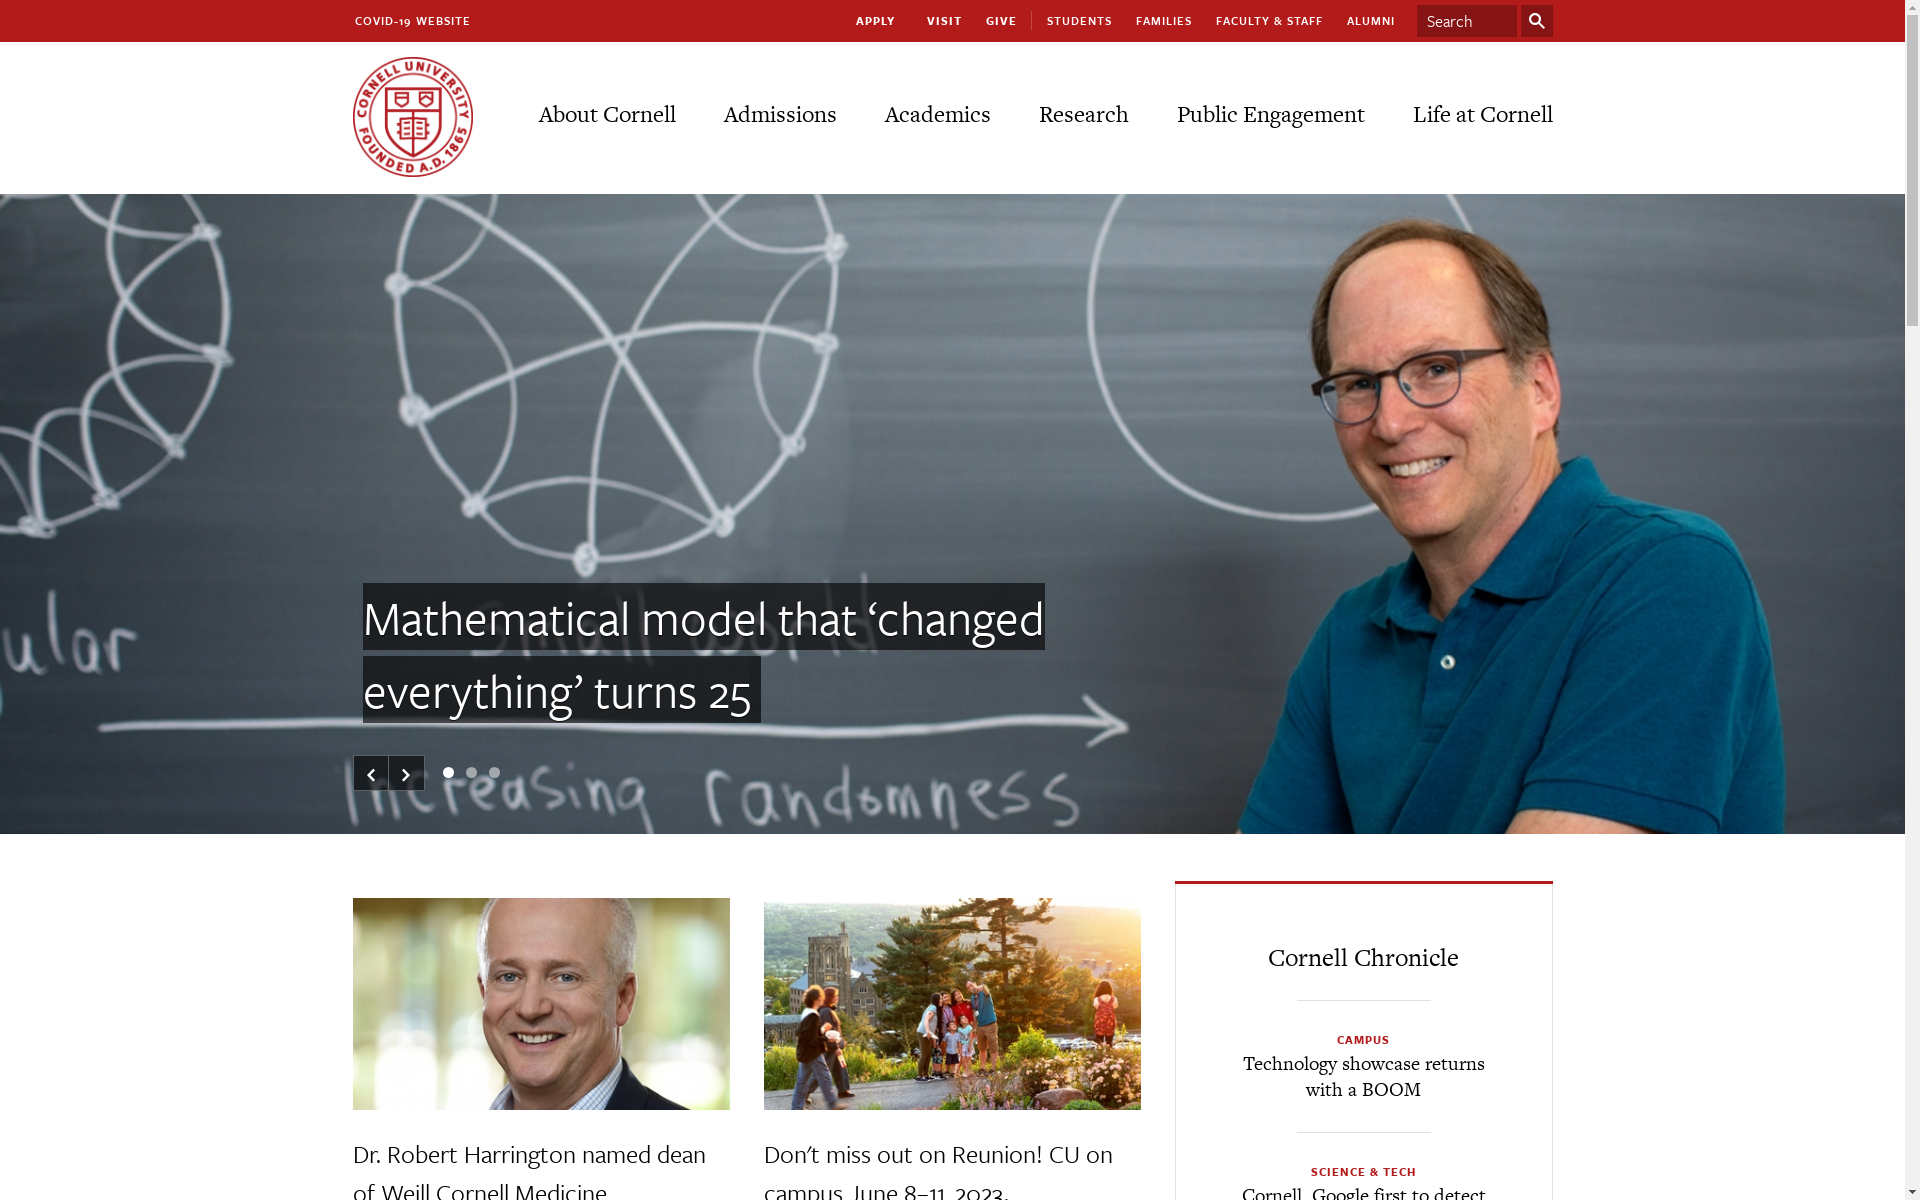 COVID-19 WEBSITE
APPLY VISIT GIVE STUDENTS FAMILIES FACULTY & STAFF ALUMNI Search
CORNELL UNIVERSITY
FOUNDED A.D. 1865
About Cornell Admissions Academics Research Public Engagement Life at Cornell
Mathematical model that ‘changed
everything’ turns 25
Increasing randomness
Dr. Robert Harrington named dean
of Weill Cornell Medicine
Don't miss out on Reunion! CU on
campus June 8–11, 2023.
Cornell Chronicle
CAMPUS
Technology showcase returns
with a BOOM
SCIENCE & TECH
Cornell, Google first to detect